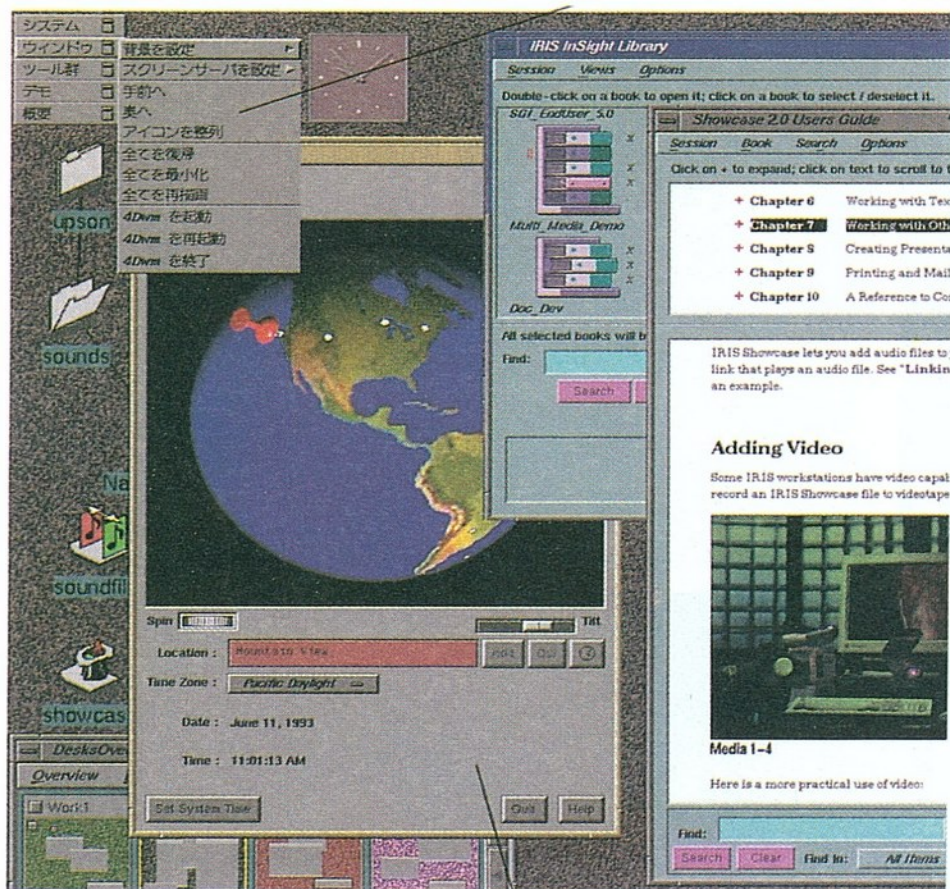 システム
ウィンドウ
ツール群
デモ
概要
背景を設定
スクリーンサーバを設定
手前へ
奥へ
アイコンを整列
全てを復帰
全てを最小化
全てを再描画
4Dwm を起動
4Dwm を再起動
4Dwm を終了
upson
sounds
Na
soundfil
showcas
IRIS InSight Library
Session Views Options
Double-click on a book to open it; click on a book to select / deselect it.
SGI_EndUser_5.0
Multi_Media_Demo
Doc_Dev
All selected books will b
Find:
Search
Showcase 2.0 Users Guide
Session Book Search Options
Click on + to expand; click on text to scroll to t
+ Chapter 6 Working with Tex
+ Chapter 7 Working with Oth
+ Chapter 8 Creating Presenta
+ Chapter 9 Printing and Mail
+ Chapter 10 A Reference to Co
IRIS Showcase lets you add audio files to
link that plays an audio file. See "Linkin
an example.
Adding Video
Some IRIS workstations have video capal
record an IRIS Showcase file to videotape
Media 1-4
Here is a more practical use of video:
Find:
Search Clear Find In: All Items
Spin Tilt
Location : Mountain View
Time Zone : Pacific Daylight
Date : June 11, 1993
Time : 11:01:13 AM
Set System Time Quit Help
DesksOve
Overview
Work1